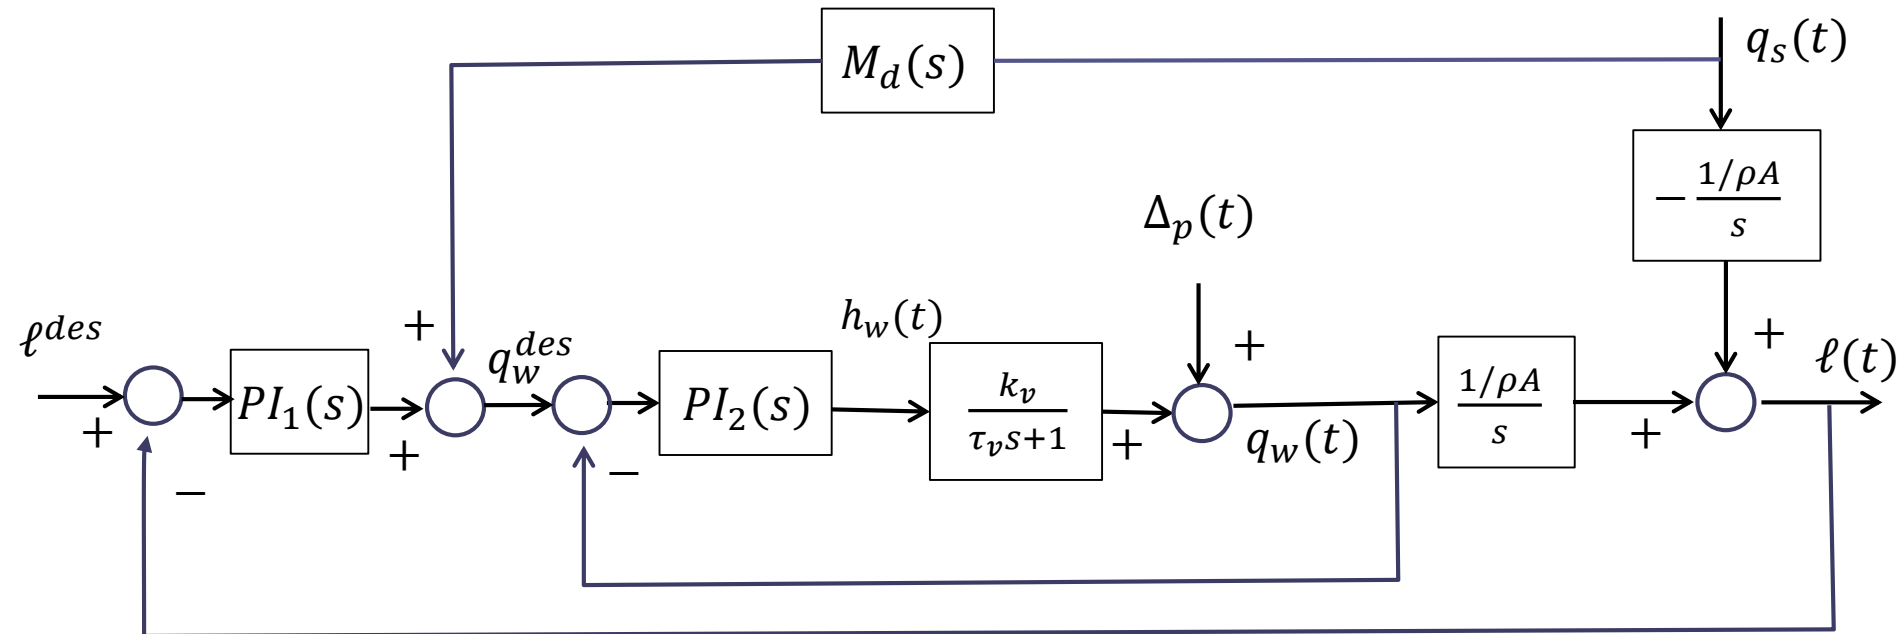 M_d(s)
q_s(t)
− (1/ρA)/s
Δ_p(t)
+
+
+
ℓ^{des}
q_w^{des}
h_w(t)
ℓ(t)
PI_1(s)
PI_2(s)
k_v/(τ_v s+1)
(1/ρA)/s
q_w(t)
+
+
−
+
+
−